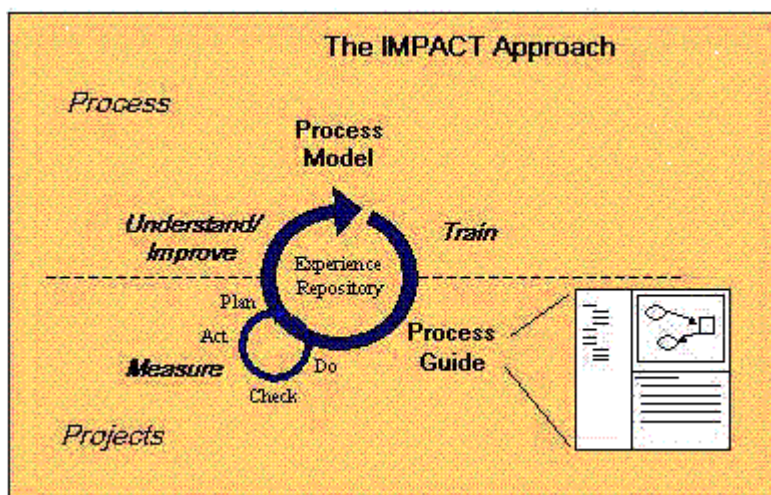 The IMPACT Approach
Process
Process
Model
Understand/
Improve
Train
Experience
Repository
Plan
Act
Process
Guide
Measure
Do
Check
Projects